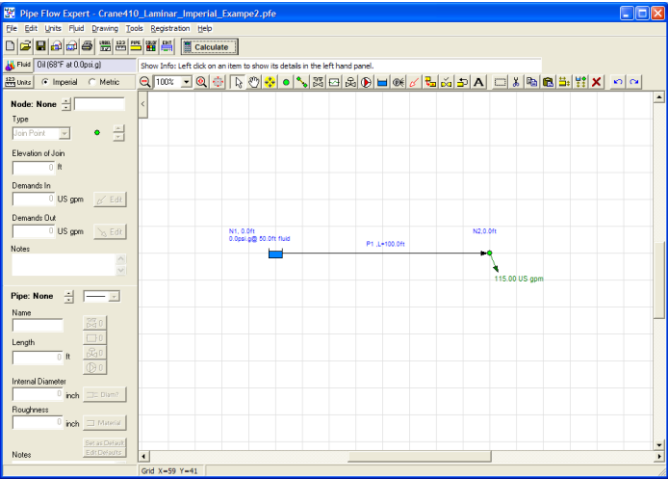 Pipe Flow Expert - Crane410_Laminar_Imperial_Exampe2.pfe
File Edit Units Fluid Drawing Tools Registration Help
Calculate
Fluid Oil (68°F at 0.0psi.g) Show Info: Left click on an item to show its details in the left hand panel.
Units Imperial Metric 100% A
Node: None
Type
Join Point
Elevation of Join
0 ft
Demands In
0 US gpm Edit
Demands Out
0 US gpm Edit
Notes
N1, 0.0ft
0.0psi.g@ 50.0ft fluid
P1 ,L=100.0ft
N2,0.0ft
115.00 US gpm
Pipe: None
Name
0
Length
0
0 ft
0
0
Internal Diameter
0 inch Diam?
Roughness
0 inch Material
Set as Default
Notes Edit Defaults
Grid X=59 Y=41